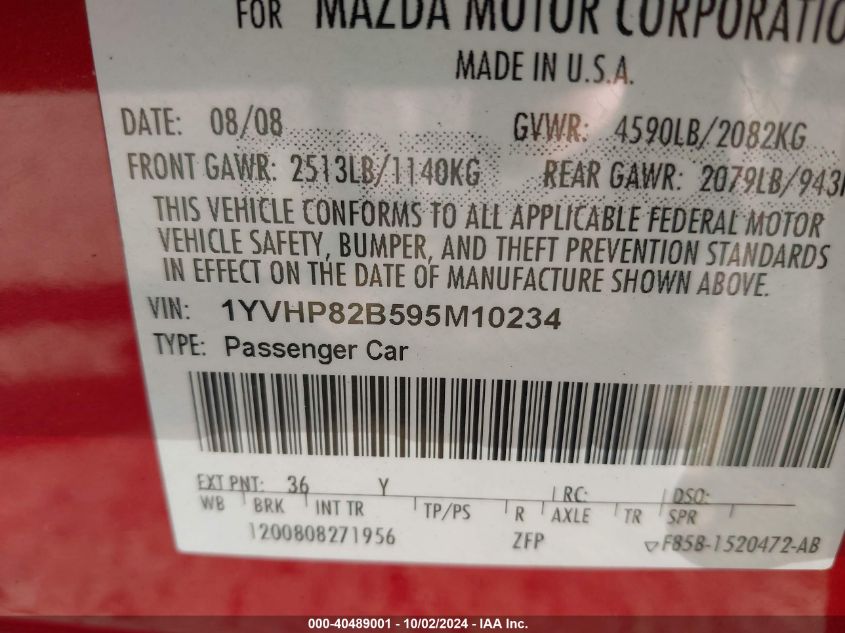 FOR MAZDA MOTOR CORPORATIO
MADE IN U.S.A.
DATE: 08/08 GVWR: 4590LB/2082KG
FRONT GAWR: 2513LB/1140KG REAR GAWR: 2079LB/943
THIS VEHICLE CONFORMS TO ALL APPLICABLE FEDERAL MOTOR
VEHICLE SAFETY, BUMPER, AND THEFT PREVENTION STANDARDS
IN EFFECT ON THE DATE OF MANUFACTURE SHOWN ABOVE.
VIN: 1YVHP82B595M10234
TYPE: Passenger Car
EXT PNT: 36 Y RC: DSO:
WB BRK INT TR TP/PS R AXLE TR SPR
1200808271956 ZFP ▽F85B-1520472-AB
000-40489001 - 10/02/2024 - IAA Inc.